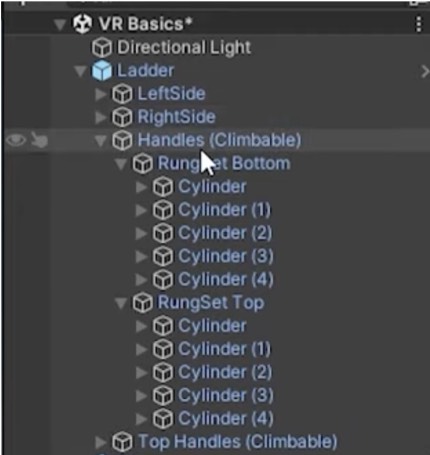 VR Basics*
Directional Light
Ladder
LeftSide
RightSide
Handles (Climbable)
Bottom
Cylinder
Cylinder (1)
Cylinder (2)
Cylinder (3)
Cylinder (4)
RungSet Top
Cylinder
Cylinder (1)
Cylinder (2)
Cylinder (3)
Cylinder (4)
Top Handles (Climbable)